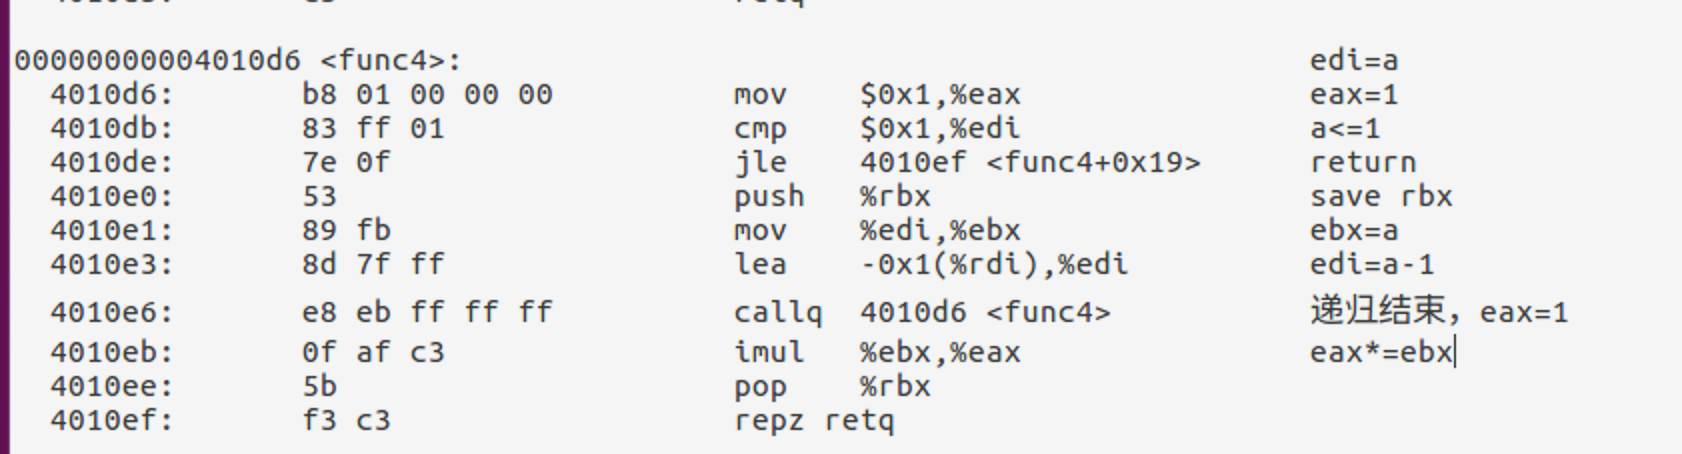 00000000004010d6 <func4>: edi=a
4010d6: b8 01 00 00 00 mov $0x1,%eax eax=1
4010db: 83 ff 01 cmp $0x1,%edi a<=1
4010de: 7e 0f jle 4010ef <func4+0x19> return
4010e0: 53 push %rbx save rbx
4010e1: 89 fb mov %edi,%ebx ebx=a
4010e3: 8d 7f ff lea -0x1(%rdi),%edi edi=a-1
4010e6: e8 eb ff ff ff callq 4010d6 <func4> 递归结束，eax=1
4010eb: 0f af c3 imul %ebx,%eax eax*=ebx
4010ee: 5b pop %rbx
4010ef: f3 c3 repz retq